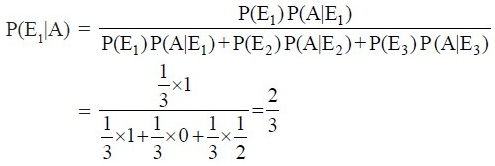 P(E₁|A) = P(E₁) P(A|E₁) / P(E₁) P(A|E₁)+P(E₂) P(A|E₂)+P(E₃) P(A|E₃)
= 1/3×1 / 1/3×1+1/3×0+1/3×1/2 = 2/3